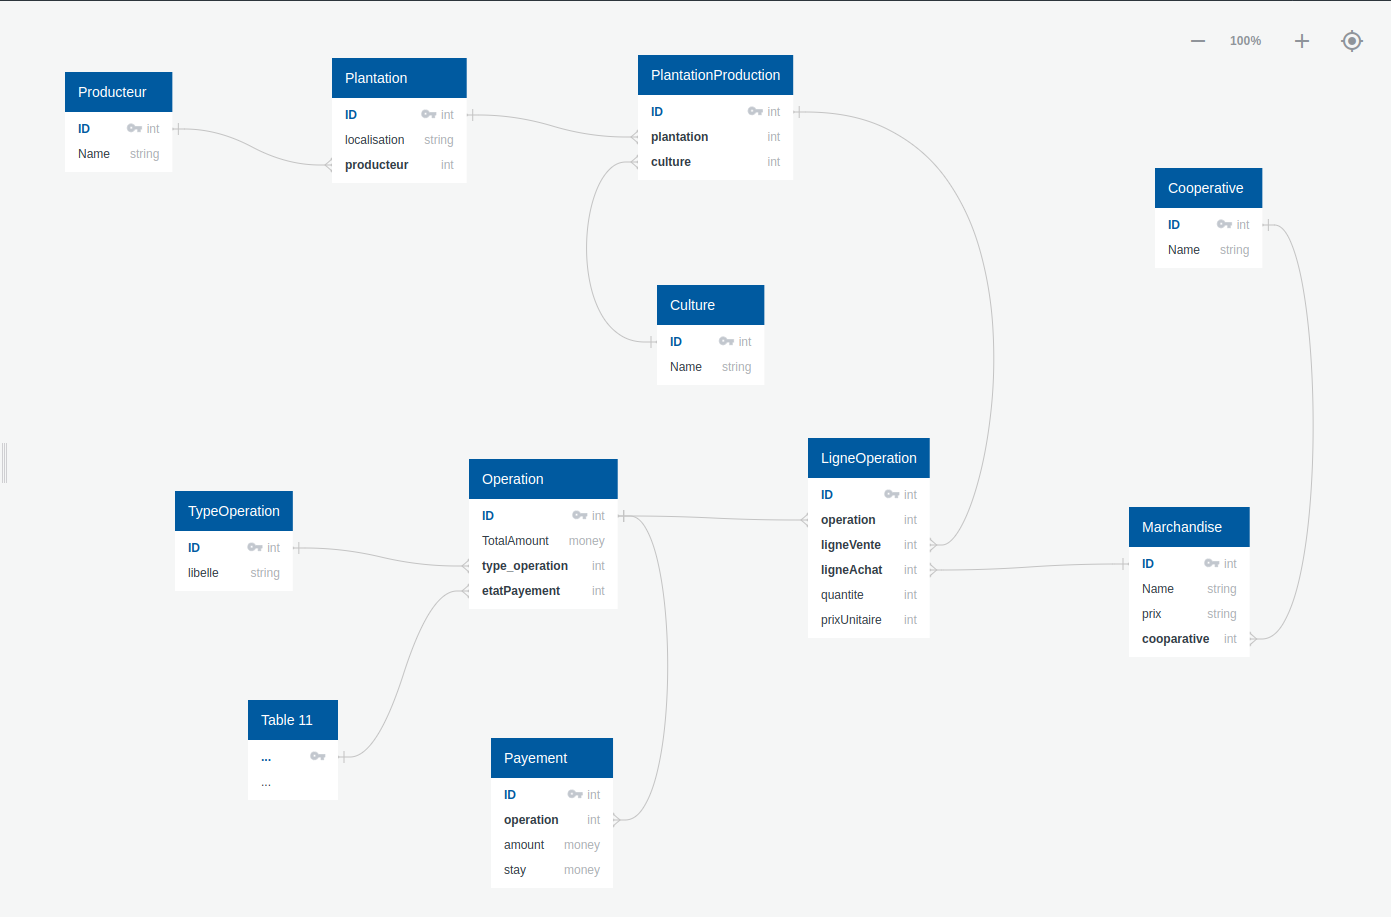 100%
Producteur
ID int
Name string
Plantation
ID int
localisation string
producteur int
PlantationProduction
ID int
plantation int
culture int
Cooperative
ID int
Name string
Culture
ID int
Name string
TypeOperation
ID int
libelle string
Operation
ID int
TotalAmount money
type_operation int
etatPayement int
LigneOperation
ID int
operation int
ligneVente int
ligneAchat int
quantite int
prixUnitaire int
Marchandise
ID int
Name string
prix string
cooparative int
Table 11
...
...
Payement
ID int
operation int
amount money
stay money